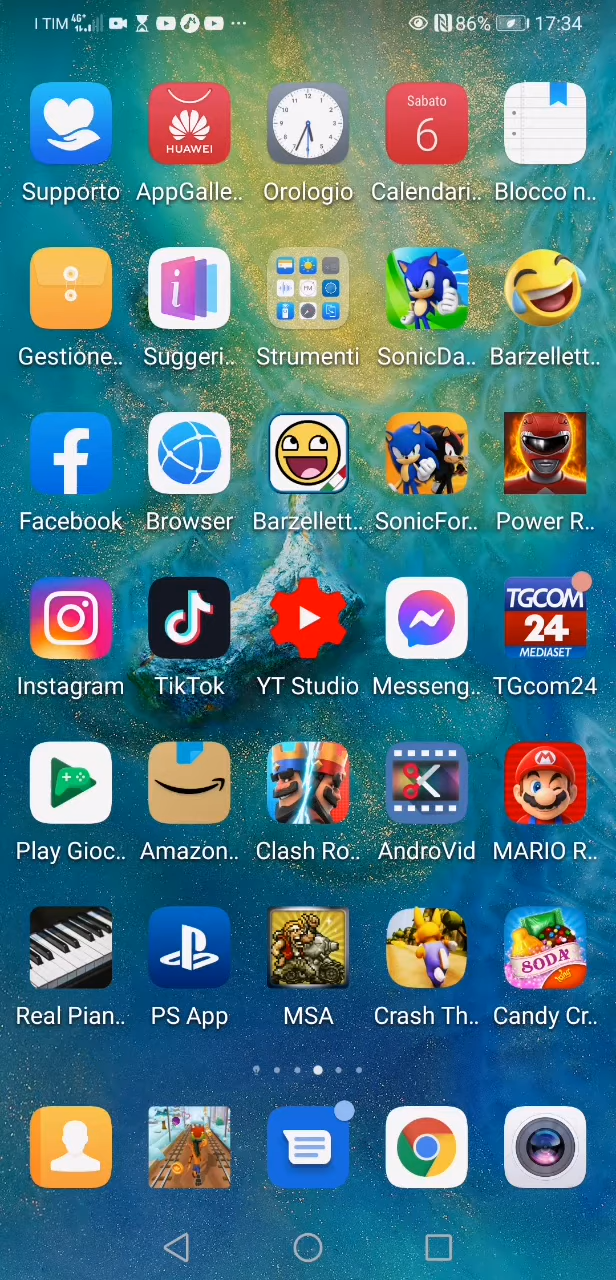 I TIM 4G+ 86% 17:34
HUAWEI
Sabato
6
Supporto AppGalle.. Orologio Calendari.. Blocco n..
Gestione.. Suggeri.. Strumenti SonicDa.. Barzellett..
Facebook Browser Barzellett.. SonicFor.. Power R..
TGCOM
24
MEDIASET
Instagram TikTok YT Studio Messeng.. TGcom24
Play Gioc.. Amazon.. Clash Ro.. AndroVid MARIO R..
SODA
Real Pian.. PS App MSA Crash Th.. Candy Cr..